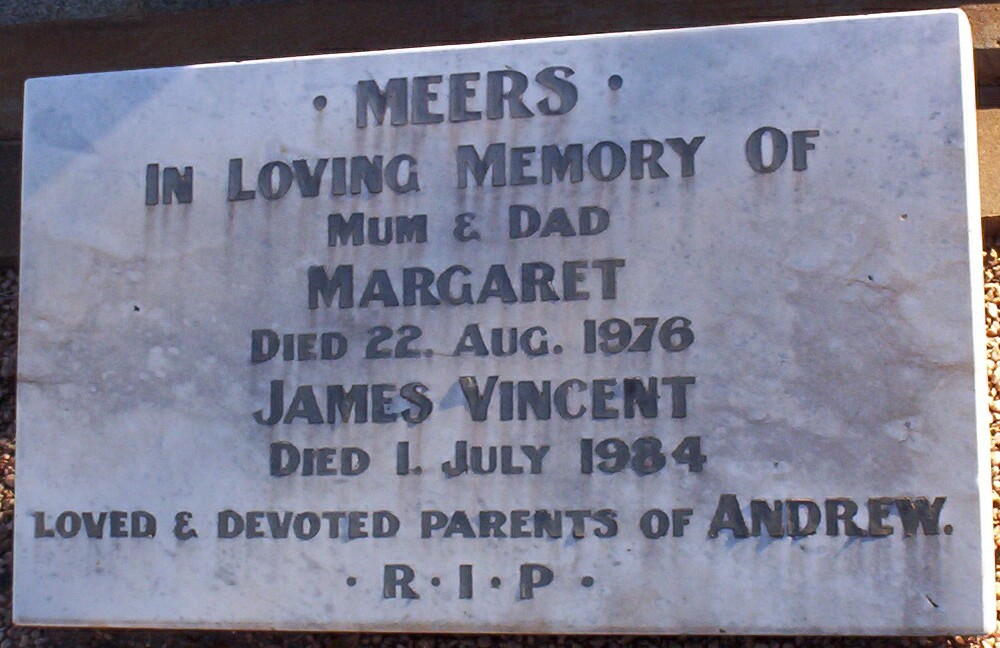 · MEERS ·
IN LOVING MEMORY OF
MUM & DAD
MARGARET
DIED 22. AUG. 1976
JAMES VINCENT
DIED 1. JULY 1984
LOVED & DEVOTED PARENTS OF ANDREW.
· R · I · P ·